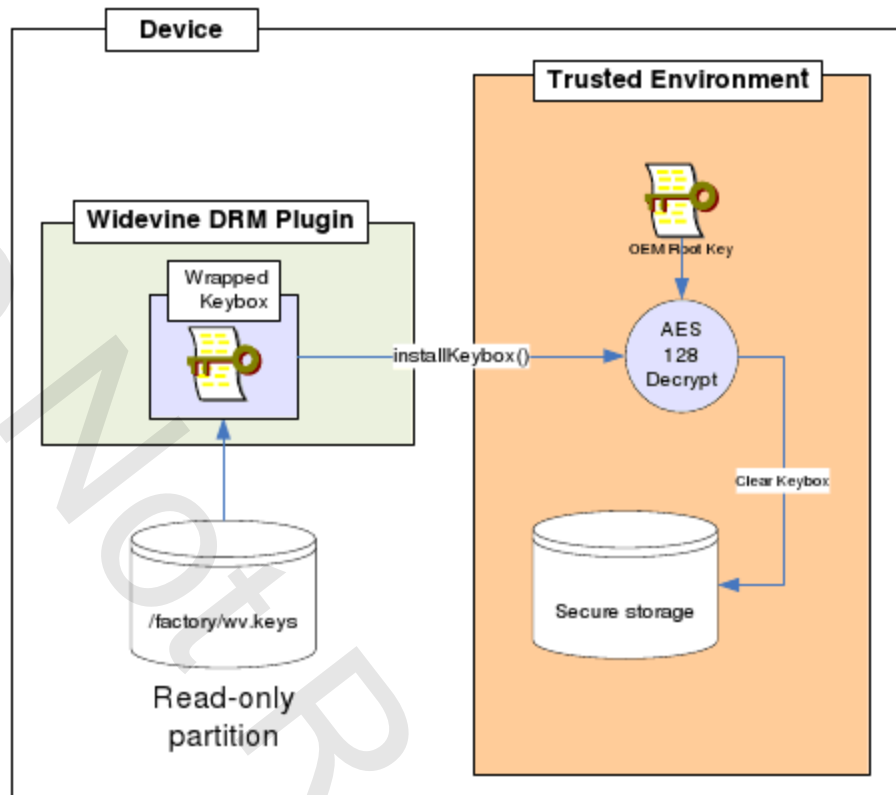 Device
Trusted Environment
OEM Root Key
Widevine DRM Plugin
Wrapped
Keybox
AES
128
Decrypt
installKeybox()
Clear Keybox
/factory/wv.keys
Secure storage
Read-only
partition
Not R